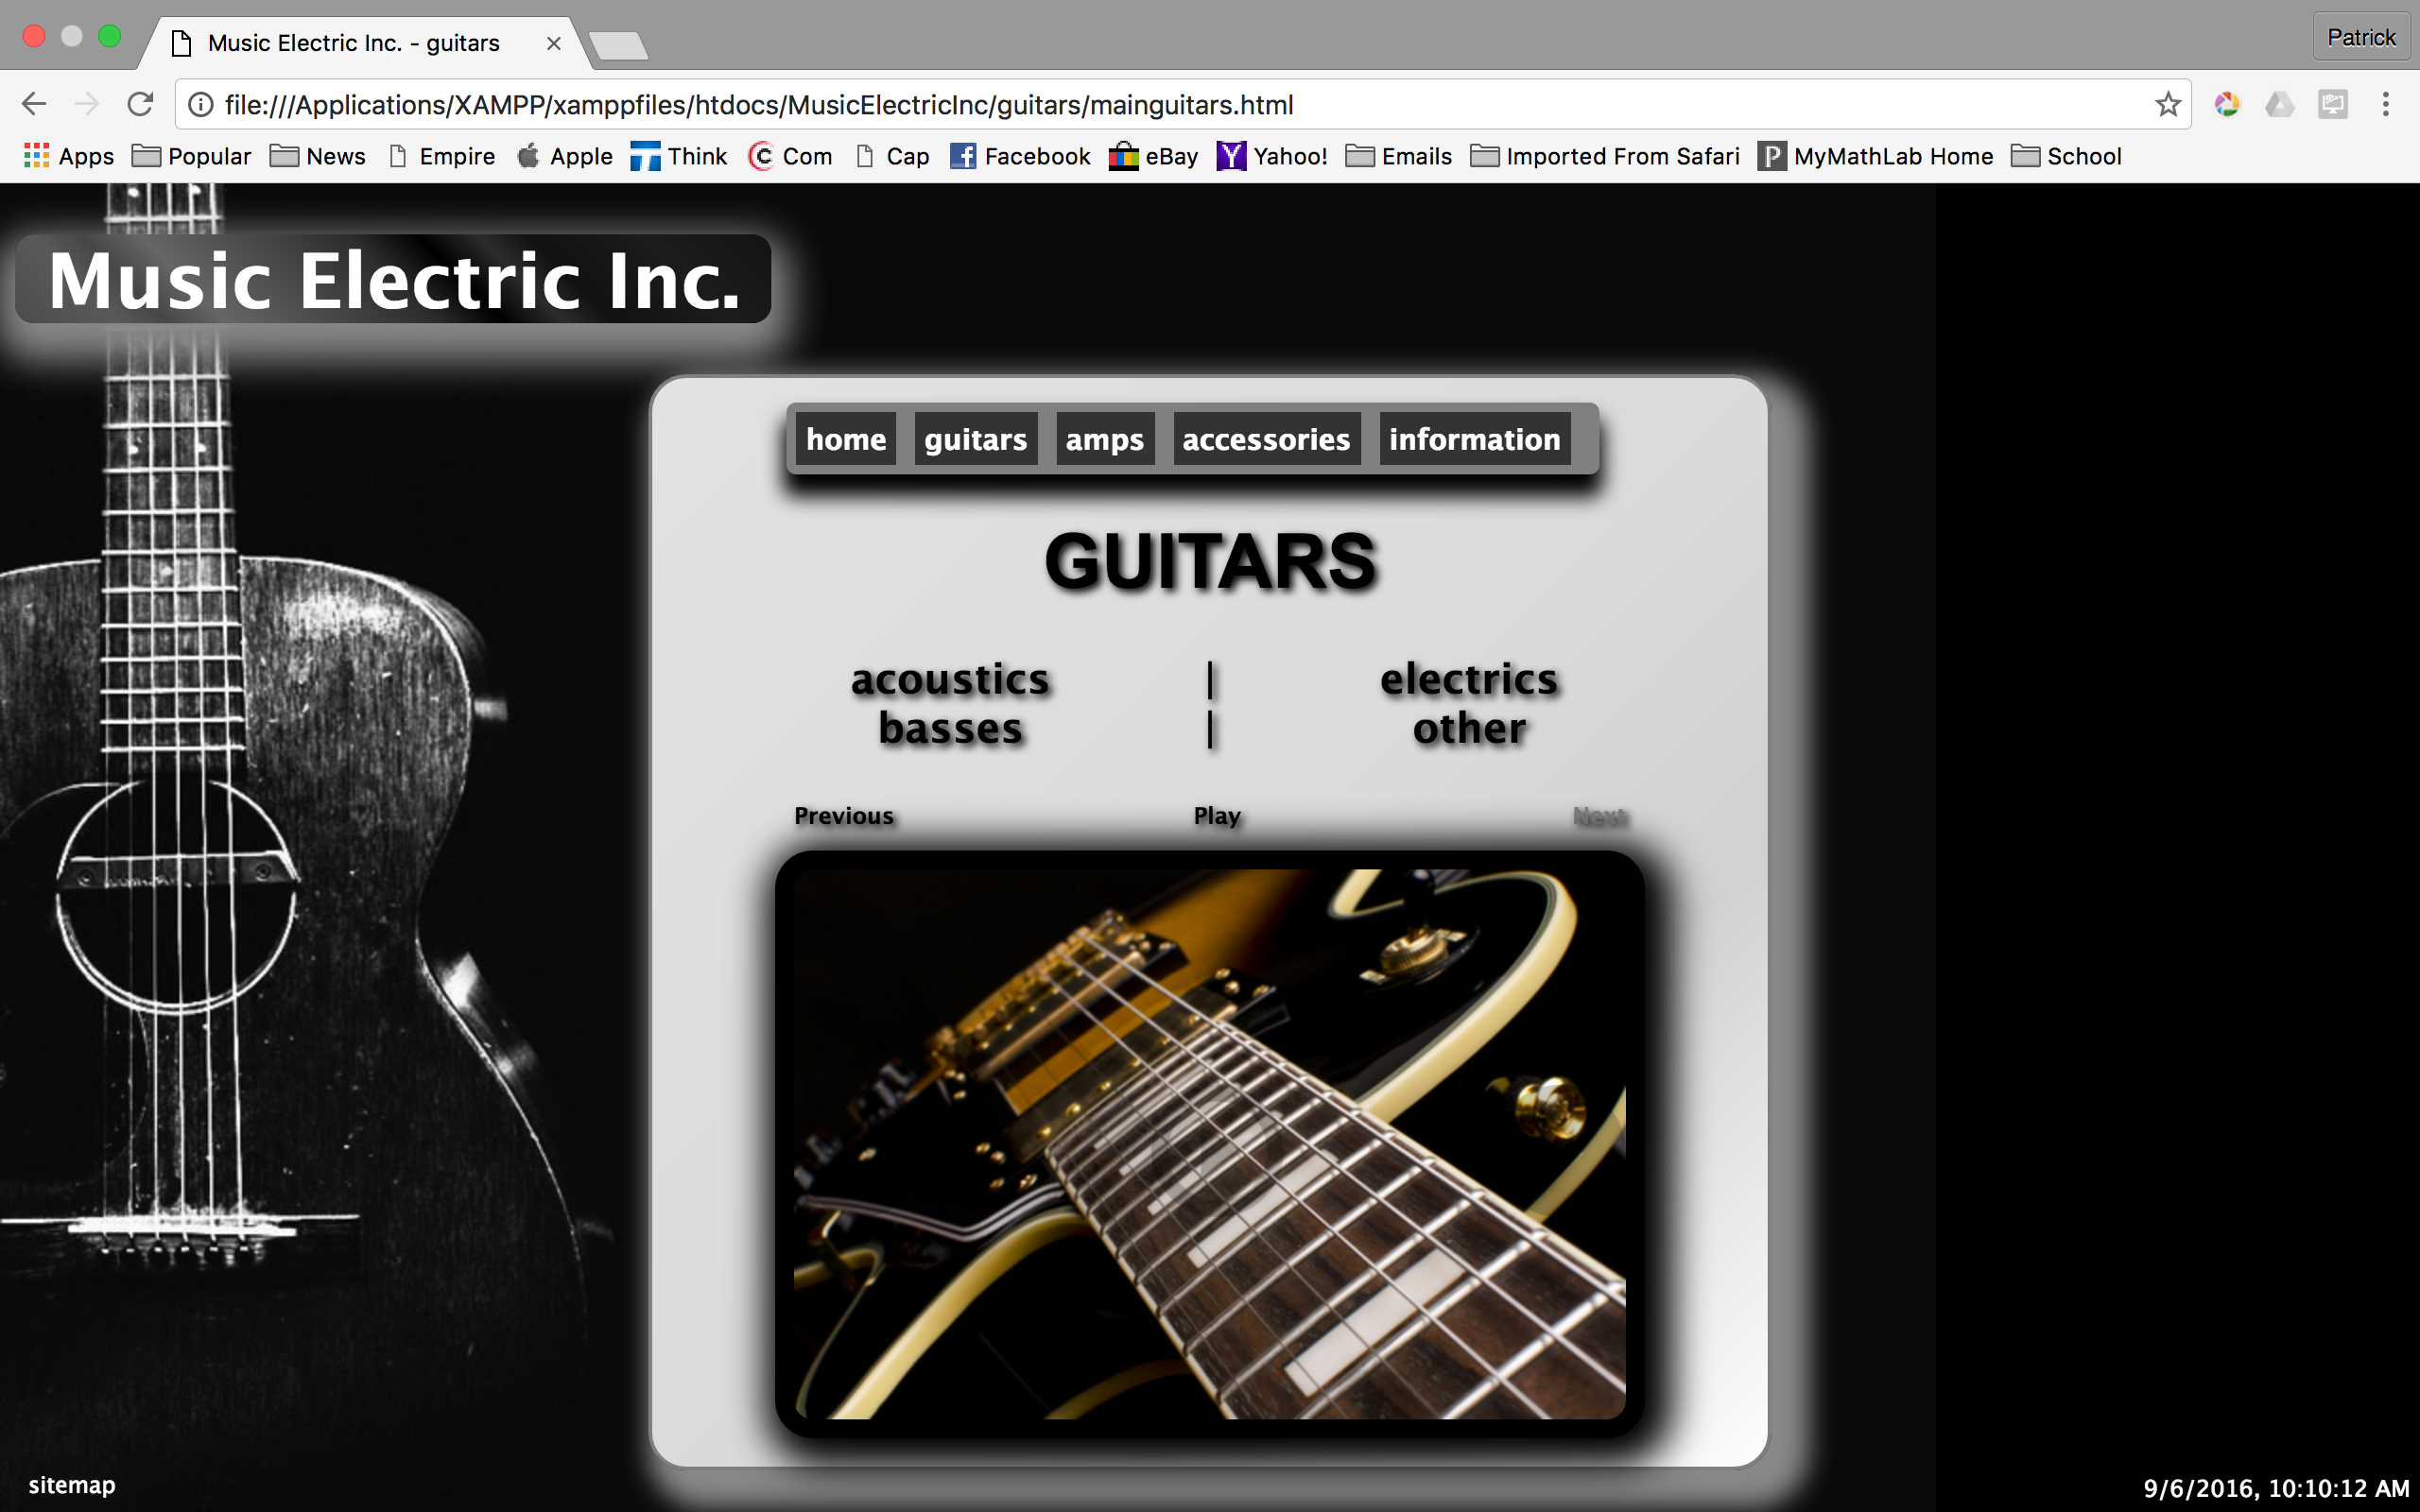 Music Electric Inc. - guitars
Patrick
file:///Applications/XAMPP/xamppfiles/htdocs/MusicElectricInc/guitars/mainguitars.html
Apps Popular News Empire Apple Think Com Cap Facebook eBay Yahoo! Emails Imported From Safari MyMathLab Home School
Music Electric Inc.
home guitars amps accessories information
GUITARS
acoustics | electrics
basses | other
Previous Play Next
sitemap
9/6/2016, 10:10:12 AM